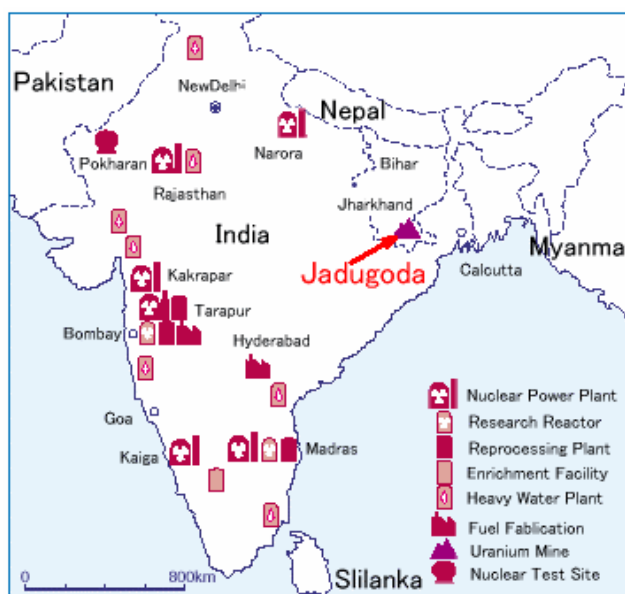 Pakistan
NewDelhi
Nepal
Pokharan
Narora
Bihar
Rajasthan
Jharkhand
India
Myanma
Jadugoda
Calcutta
Kakrapar
Tarapur
Bombay
Hyderabad
Goa
Kaiga
Madras
Nuclear Power Plant
Research Reactor
Reprocessing Plant
Enrichment Facility
Heavy Water Plant
Fuel Fablication
Uranium Mine
Nuclear Test Site
0 800km
Slilanka